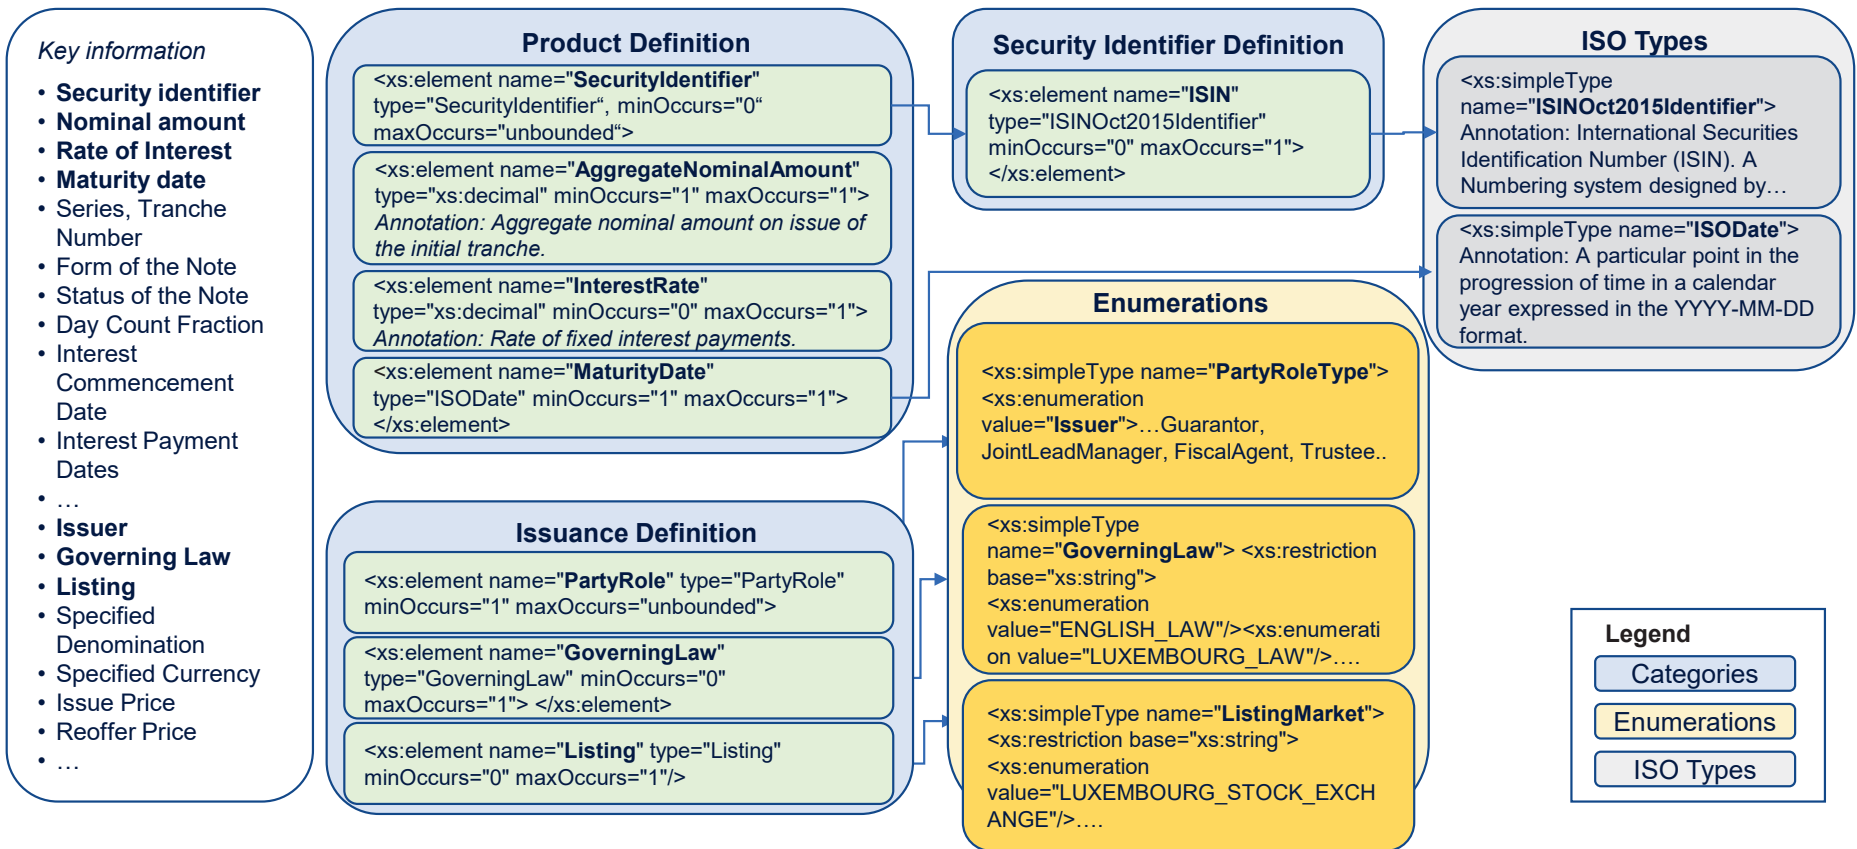 Key information
• Security identifier
• Nominal amount
• Rate of Interest
• Maturity date
• Series, Tranche
Number
• Form of the Note
• Status of the Note
• Day Count Fraction
• Interest
Commencement
Date
• Interest Payment
Dates
• …
• Issuer
• Governing Law
• Listing
• Specified
Denomination
• Specified Currency
• Issue Price
• Reoffer Price
• …
Product Definition
<xs:element name="SecurityIdentifier"
type="SecurityIdentifier“, minOccurs="0“
maxOccurs="unbounded“>
<xs:element name="AggregateNominalAmount"
type="xs:decimal" minOccurs="1" maxOccurs="1">
Annotation: Aggregate nominal amount on issue of
the initial tranche.
<xs:element name="InterestRate"
type="xs:decimal" minOccurs="0" maxOccurs="1">
Annotation: Rate of fixed interest payments.
<xs:element name="MaturityDate"
type="ISODate" minOccurs="1" maxOccurs="1">
</xs:element>
Issuance Definition
<xs:element name="PartyRole" type="PartyRole"
minOccurs="1" maxOccurs="unbounded">
<xs:element name="GoverningLaw"
type="GoverningLaw" minOccurs="0"
maxOccurs="1"> </xs:element>
<xs:element name="Listing" type="Listing"
minOccurs="0" maxOccurs="1"/>
Security Identifier Definition
<xs:element name="ISIN"
type="ISINOct2015Identifier"
minOccurs="0" maxOccurs="1">
</xs:element>
Enumerations
<xs:simpleType name="PartyRoleType">
<xs:enumeration
value="Issuer">…Guarantor,
JointLeadManager, FiscalAgent, Trustee..
<xs:simpleType
name="GoverningLaw"> <xs:restriction
base="xs:string">
<xs:enumeration
value="ENGLISH_LAW"/><xs:enumerati
on value="LUXEMBOURG_LAW"/>….
<xs:simpleType name="ListingMarket">
<xs:restriction base="xs:string">
<xs:enumeration
value="LUXEMBOURG_STOCK_EXCH
ANGE"/>….
ISO Types
<xs:simpleType
name="ISINOct2015Identifier">
Annotation: International Securities
Identification Number (ISIN). A
Numbering system designed by…
<xs:simpleType name="ISODate">
Annotation: A particular point in the
progression of time in a calendar
year expressed in the YYYY-MM-DD
format.
Legend
Categories
Enumerations
ISO Types